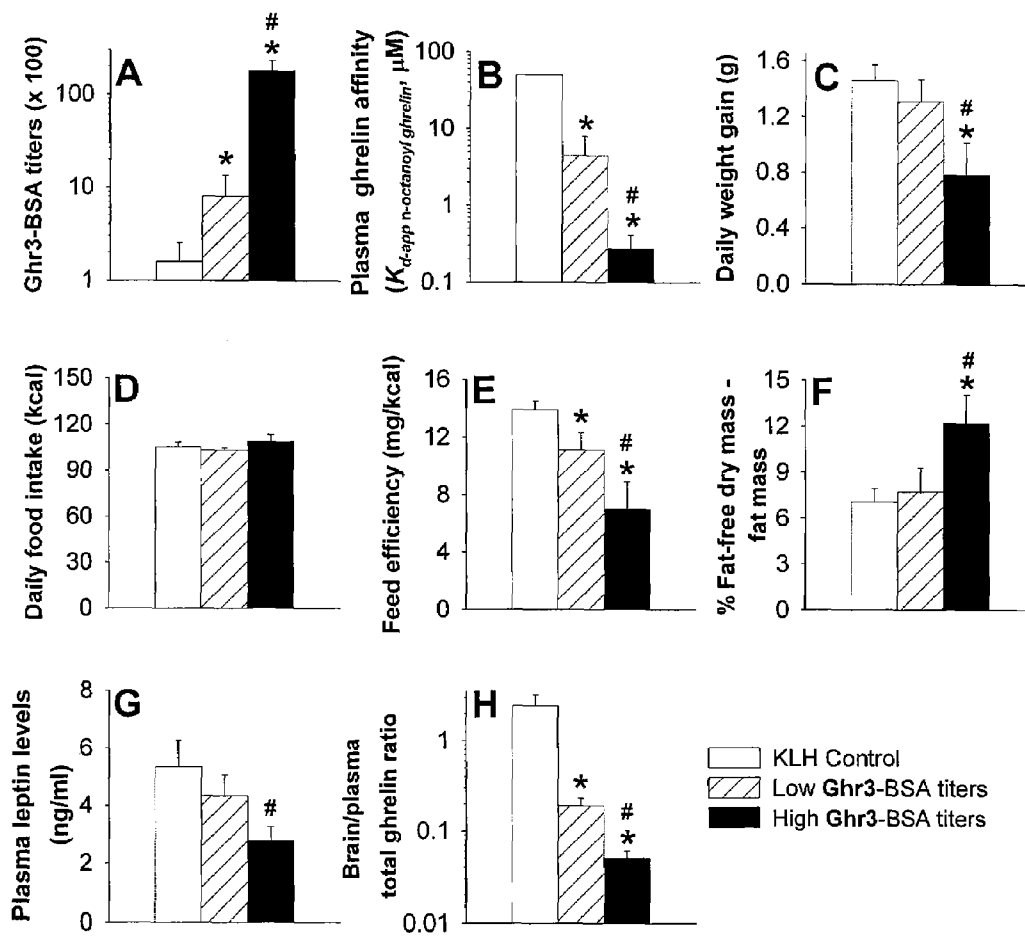 A
Ghr3-BSA titers (x 100)
100
10
1
*
#
*
B
Plasma ghrelin affinity
(Kd-app n-octanoyl ghrelin, μM)
100
10
1
0.1
*
#
*
C
Daily weight gain (g)
1.6
1.2
0.8
0.4
0.0
#
*
D
Daily food intake (kcal)
150
120
90
60
30
0
E
Feed efficiency (mg/kcal)
16
12
8
4
0
*
#
*
F
% Fat-free dry mass -
fat mass
15
12
9
6
3
0
#
*
G
Plasma leptin levels
(ng/ml)
8
6
4
2
0
#
H
Brain/plasma
total ghrelin ratio
1
0.1
0.01
*
#
*
KLH Control
Low Ghr3-BSA titers
High Ghr3-BSA titers